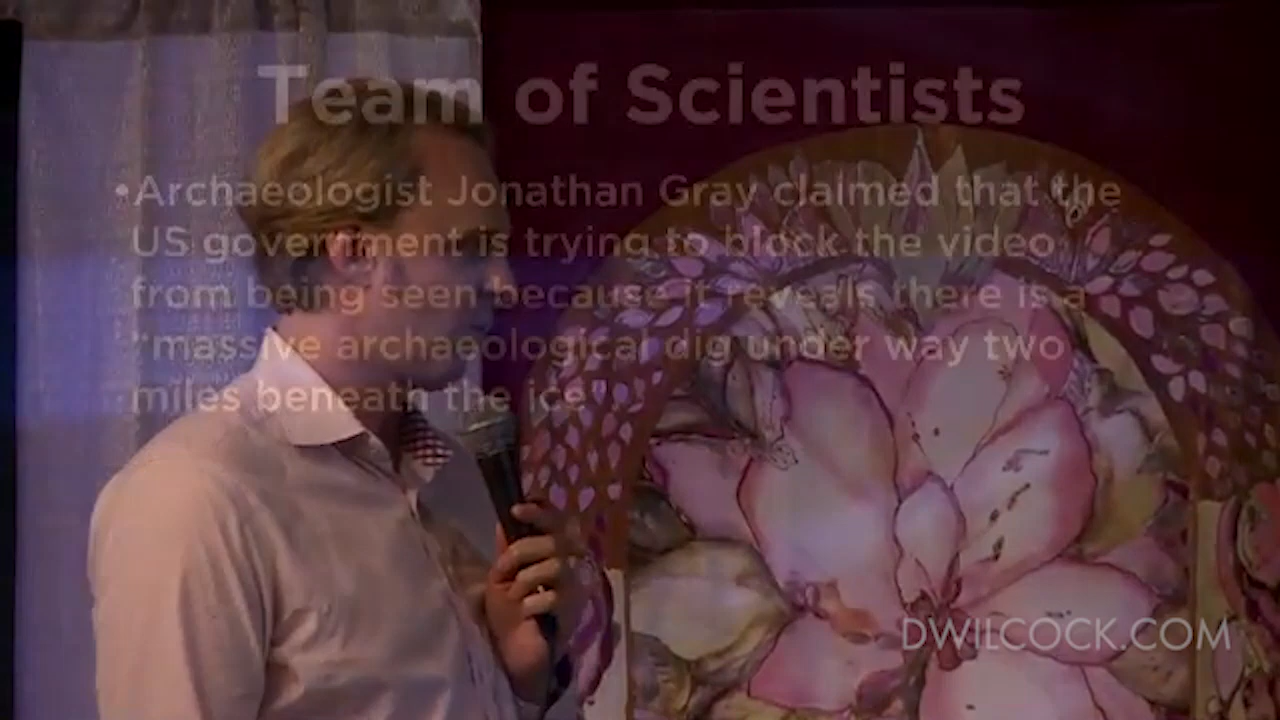 Team of Scientists
•Archaeologist Jonathan Gray claimed that the
US government is trying to block the video
from being seen because it reveals there is a
"massive archaeological dig under way two
miles beneath the ice
DWILCOCK.COM